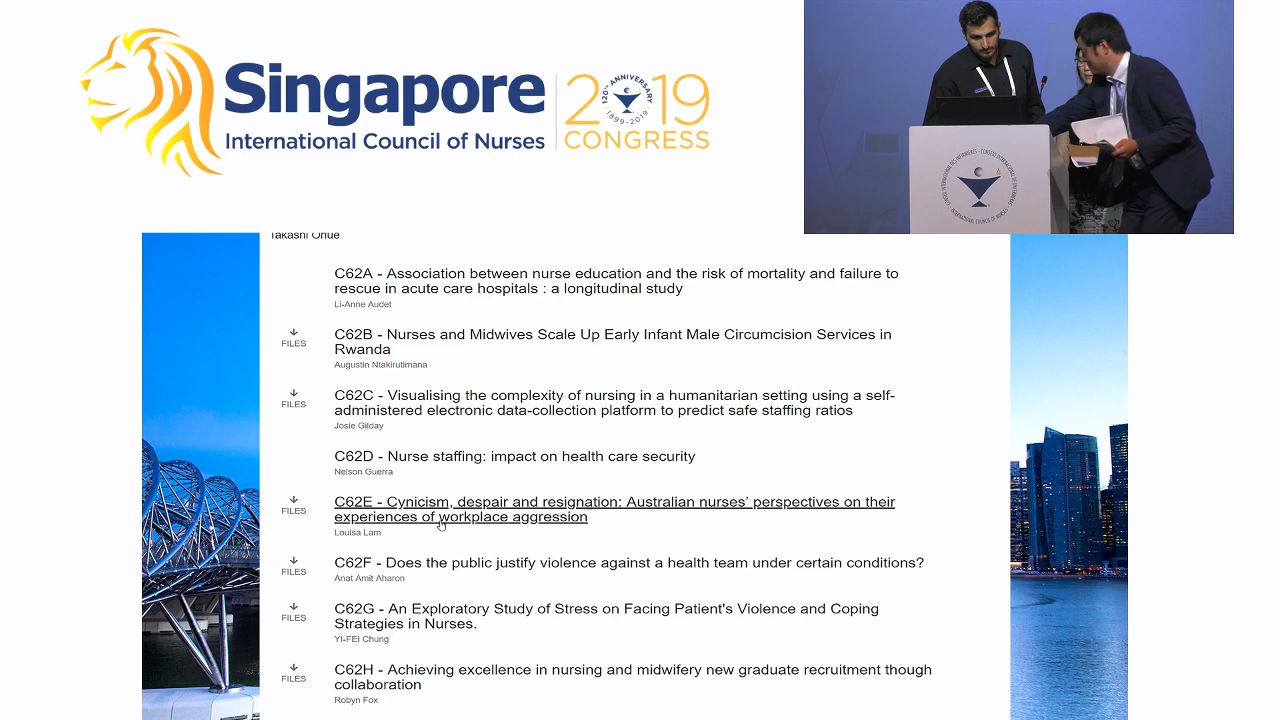 Singapore
International Council of Nurses
2019
CONGRESS
120TH ANNIVERSARY
1899-2019
CONSEIL INTERNATIONAL DES INFIRMIÈRES
INTERNATIONAL COUNCIL OF NURSES
Takashi Ohue
C62A - Association between nurse education and the risk of mortality and failure to
rescue in acute care hospitals : a longitudinal study
Li-Anne Audet
FILES
C62B - Nurses and Midwives Scale Up Early Infant Male Circumcision Services in
Rwanda
Augustin Ntakirutimana
FILES
C62C - Visualising the complexity of nursing in a humanitarian setting using a self-
administered electronic data-collection platform to predict safe staffing ratios
Josie Gilday
C62D - Nurse staffing: impact on health care security
Nelson Guerra
FILES
C62E - Cynicism, despair and resignation: Australian nurses’ perspectives on their
experiences of workplace aggression
Louisa Lam
FILES
C62F - Does the public justify violence against a health team under certain conditions?
Anat Amit Aharon
FILES
C62G - An Exploratory Study of Stress on Facing Patient's Violence and Coping
Strategies in Nurses.
YI-FEI Chung
FILES
C62H - Achieving excellence in nursing and midwifery new graduate recruitment though
collaboration
Robyn Fox